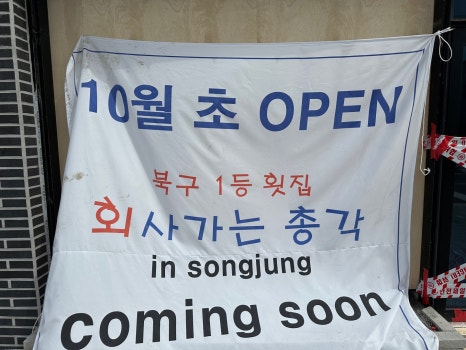 10월 초 OPEN
북구 1등 횟집
회사가는 총각
in songjung
coming soon